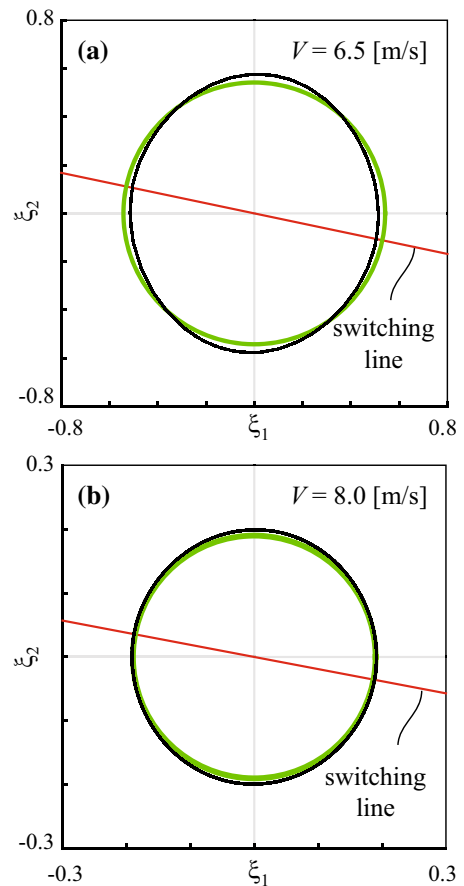 0.8
(a)
V = 6.5 [m/s]
ξ2
switching
line
-0.8
-0.8
ξ1
0.8
0.3
(b)
V = 8.0 [m/s]
ξ2
switching
line
-0.3
-0.3
ξ1
0.3